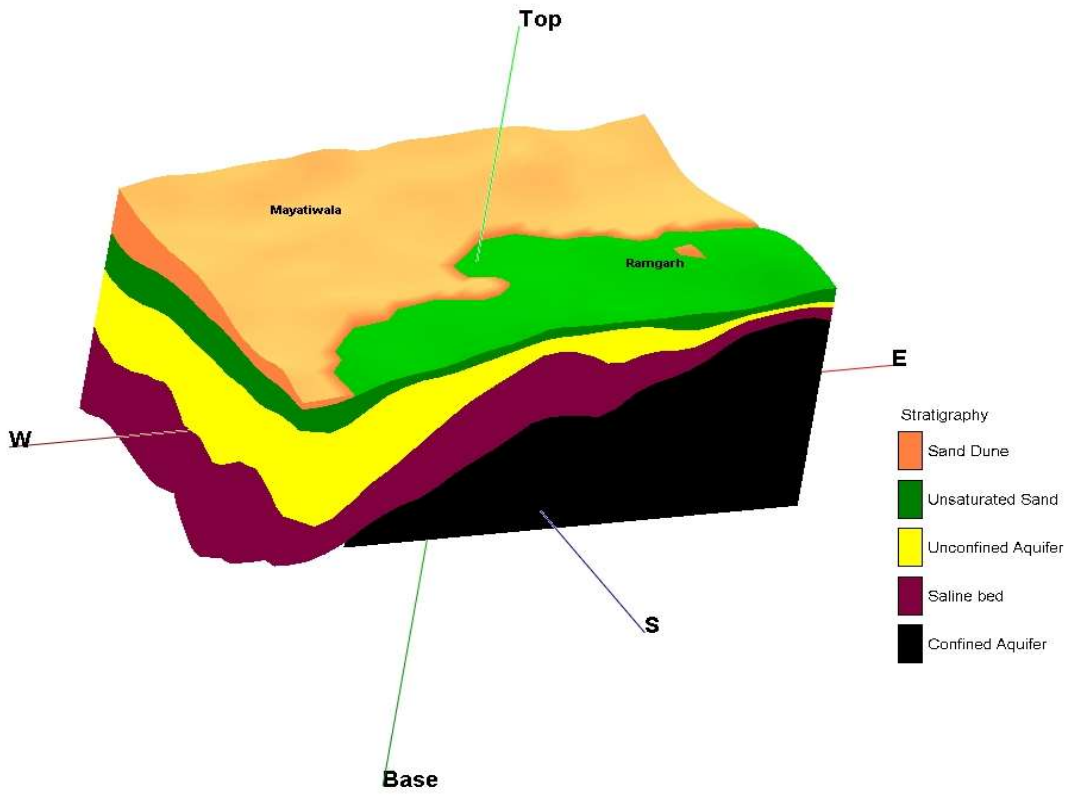 Top
Mayatiwala
Ramgarh
E
W
Stratigraphy
Sand Dune
Unsaturated Sand
Unconfined Aquifer
Saline bed
Confined Aquifer
S
Base